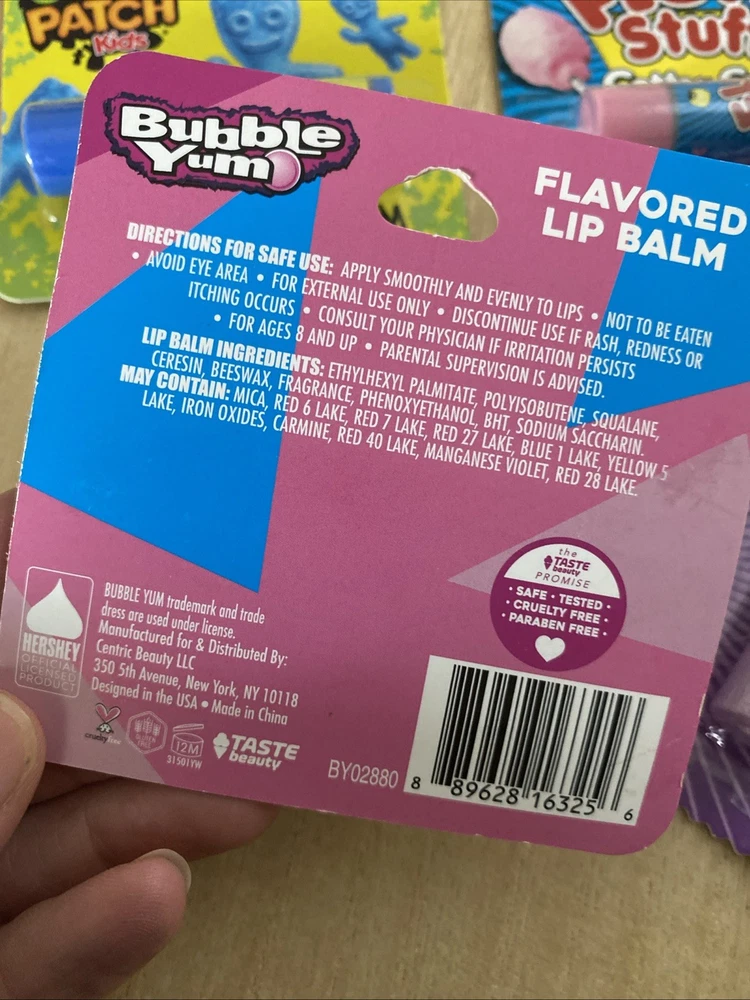 PATCH
Kids
Stuf
Bubble
Yum
FLAVORED
LIP BALM
DIRECTIONS FOR SAFE USE: APPLY SMOOTHLY AND EVENLY TO LIPS • NOT TO BE EATEN
• AVOID EYE AREA • FOR EXTERNAL USE ONLY • DISCONTINUE USE IF RASH, REDNESS OR
ITCHING OCCURS • CONSULT YOUR PHYSICIAN IF IRRITATION PERSISTS
• FOR AGES 8 AND UP • PARENTAL SUPERVISION IS ADVISED.
LIP BALM INGREDIENTS: ETHYLHEXYL PALMITATE, POLYISOBUTENE, SQUALANE,
CERESIN, BEESWAX, FRAGRANCE, PHENOXYETHANOL, BHT, SODIUM SACCHARIN.
MAY CONTAIN: MICA, RED 6 LAKE, RED 7 LAKE, RED 27 LAKE, BLUE 1 LAKE, YELLOW 5
LAKE, IRON OXIDES, CARMINE, RED 40 LAKE, MANGANESE VIOLET, RED 28 LAKE.
the
TASTE
beauty
PROMISE
• SAFE • TESTED •
• CRUELTY FREE •
• PARABEN FREE •
HERSHEY
OFFICIAL
LICENSED
PRODUCT
BUBBLE YUM trademark and trade
dress are used under license.
Manufactured for & Distributed By:
Centric Beauty LLC
350 5th Avenue, New York, NY 10118
Designed in the USA • Made in China
crueltyfree
GLUTEN FREE
12M
31501YW
TASTE
beauty
BY02880
8 89628 16325 6